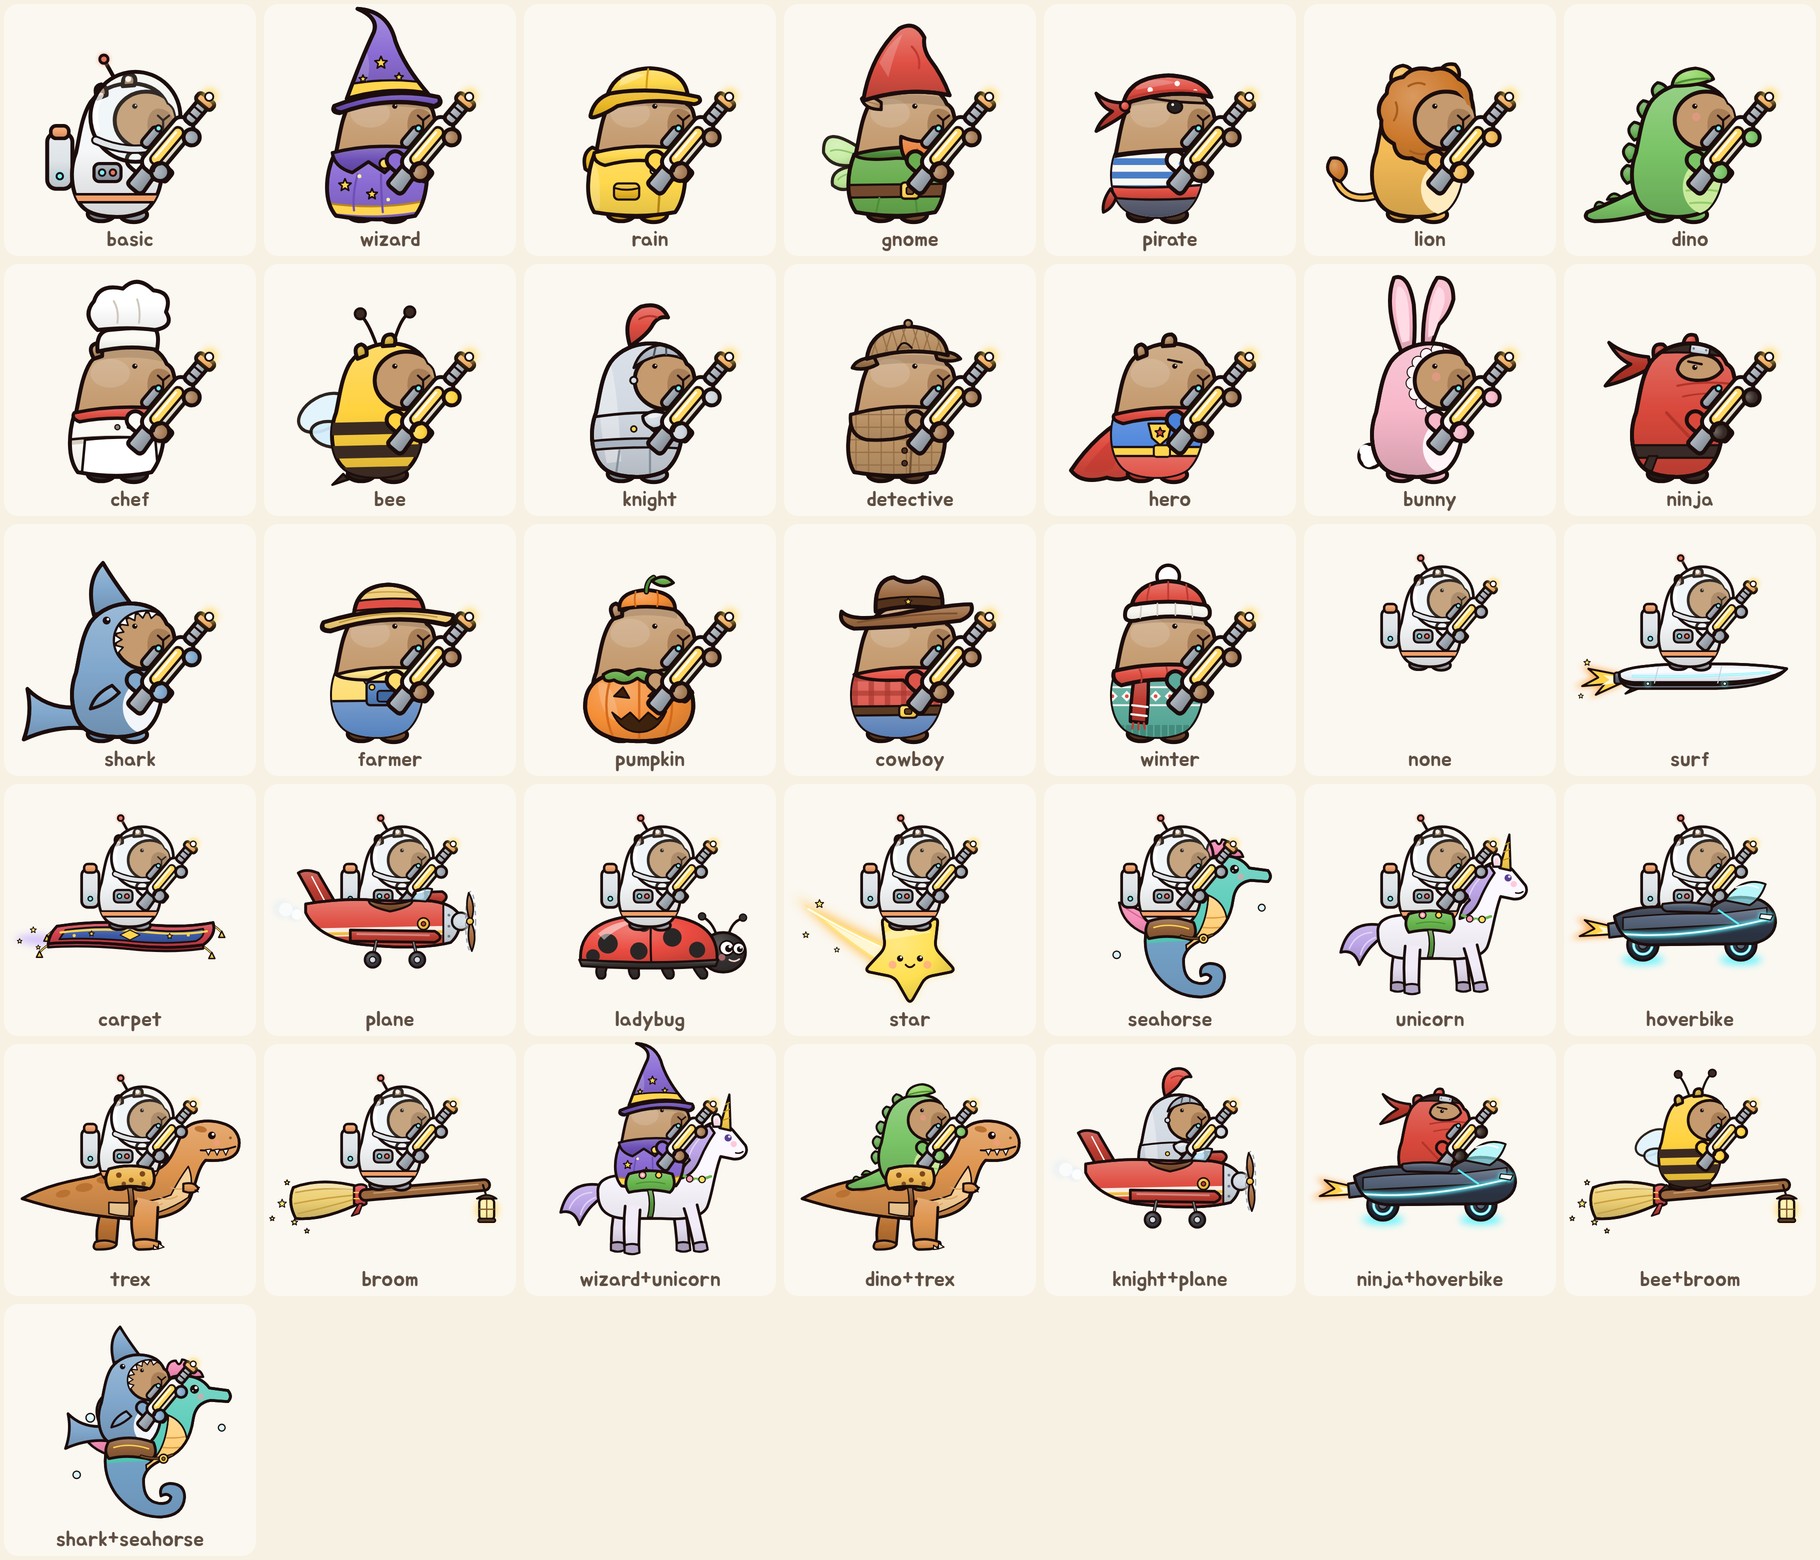 basic
wizard
rain
gnome
pirate
lion
dino
chef
bee
knight
detective
hero
bunny
ninja
shark
farmer
pumpkin
cowboy
winter
none
surf
carpet
plane
ladybug
star
seahorse
unicorn
hoverbike
trex
broom
wizard+unicorn
dino+trex
knight+plane
ninja+hoverbike
bee+broom
shark+seahorse